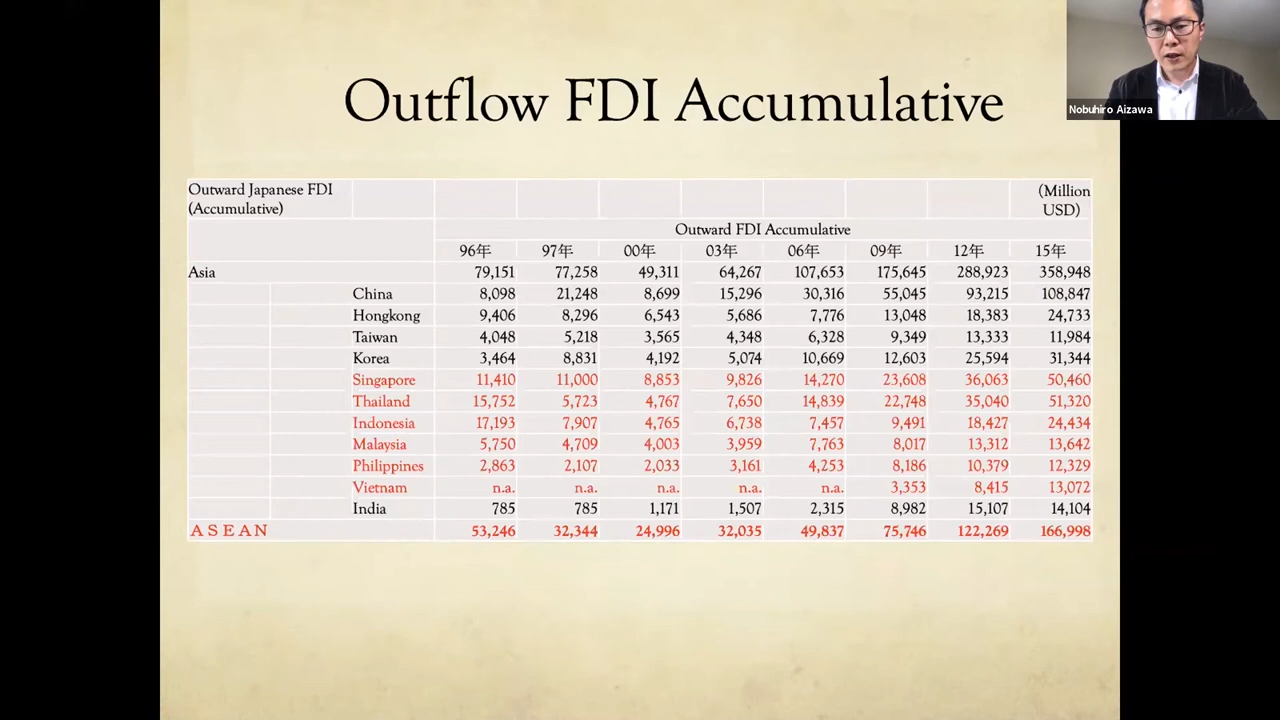 Outflow FDI Accumulative
Nobuhiro Aizawa
Outward Japanese FDI (Million
(Accumulative) USD)
Outward FDI Accumulative
96年 97年 00年 03年 06年 09年 12年 15年
Asia 79,151 77,258 49,311 64,267 107,653 175,645 288,923 358,948
China 8,098 21,248 8,699 15,296 30,316 55,045 93,215 108,847
Hongkong 9,406 8,296 6,543 5,686 7,776 13,048 18,383 24,733
Taiwan 4,048 5,218 3,565 4,348 6,328 9,349 13,333 11,984
Korea 3,464 8,831 4,192 5,074 10,669 12,603 25,594 31,344
Singapore 11,410 11,000 8,853 9,826 14,270 23,608 36,063 50,460
Thailand 15,752 5,723 4,767 7,650 14,839 22,748 35,040 51,320
Indonesia 17,193 7,907 4,765 6,738 7,457 9,491 18,427 24,434
Malaysia 5,750 4,709 4,003 3,959 7,763 8,017 13,312 13,642
Philippines 2,863 2,107 2,033 3,161 4,253 8,186 10,379 12,329
Vietnam n.a. n.a. n.a. n.a. n.a. 3,353 8,415 13,072
India 785 785 1,171 1,507 2,315 8,982 15,107 14,104
ASEAN 53,246 32,344 24,996 32,035 49,837 75,746 122,269 166,998